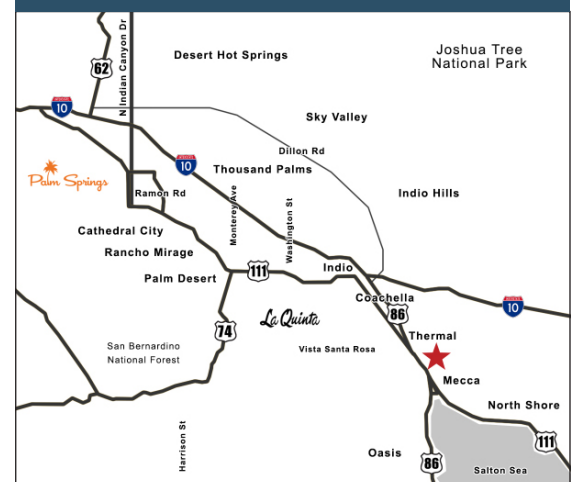 N Indian Canyon Dr
Desert Hot Springs
Joshua Tree
National Park
62
10
Sky Valley
Dillon Rd
10
Thousand Palms
Palm Springs
Ramon Rd
Indio Hills
Monterey Ave
Washington St
Cathedral City
Rancho Mirage
Indio
Palm Desert
111
Coachella
10
86
La Quinta
74
Thermal
San Bernardino
National Forest
Vista Santa Rosa
Mecca
North Shore
Harrison St
111
Oasis
86
Salton Sea